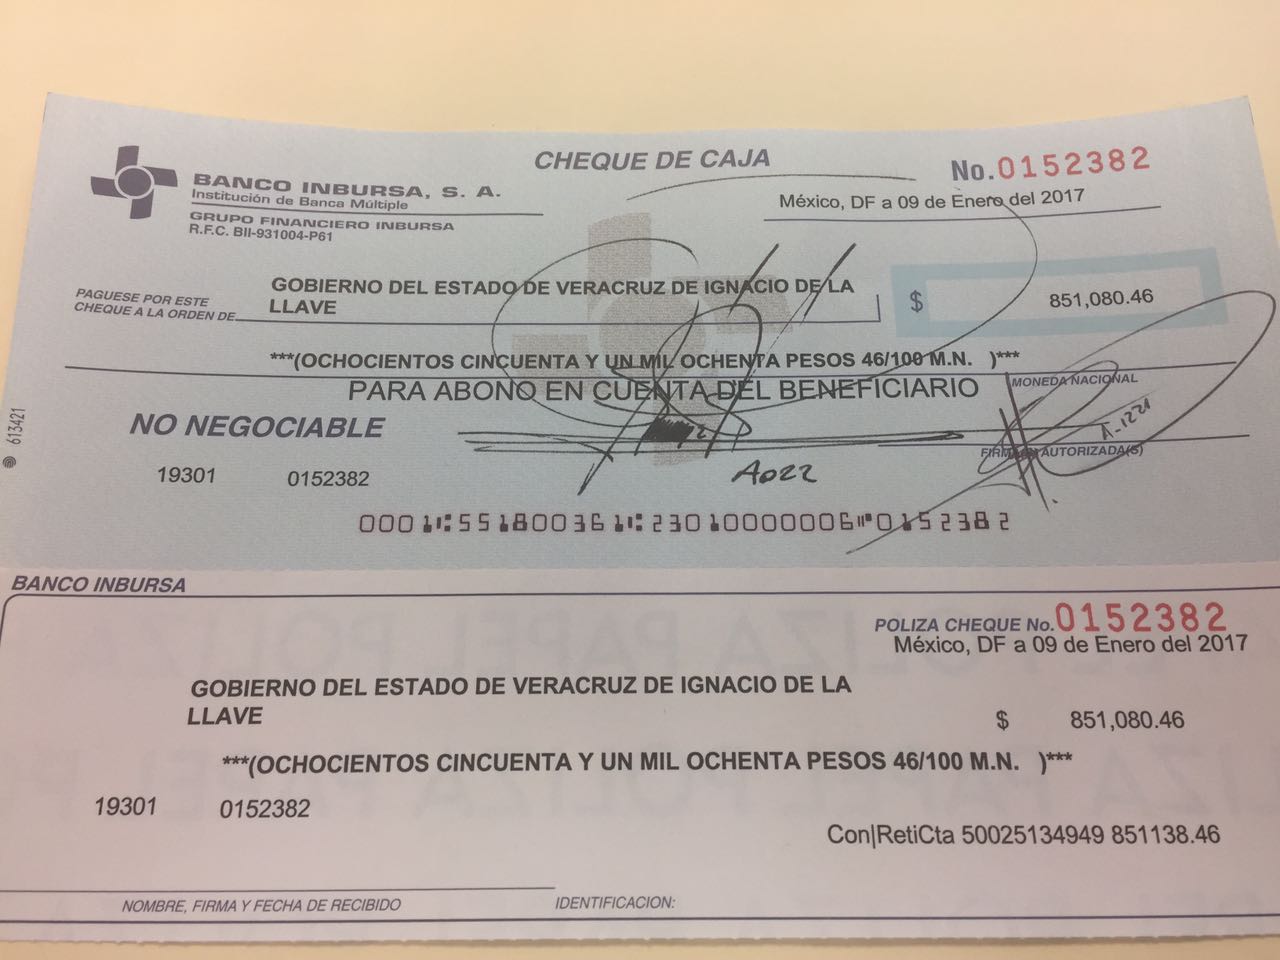 CHEQUE DE CAJA
No.0152382
BANCO INBURSA, S. A.
Institución de Banca Múltiple
GRUPO FINANCIERO INBURSA
R.F.C. BII-931004-P61
México, DF a 09 de Enero del 2017
PAGUESE POR ESTE
CHEQUE A LA ORDEN DE
GOBIERNO DEL ESTADO DE VERACRUZ DE IGNACIO DE LA
LLAVE
$ 851,080.46
***(OCHOCIENTOS CINCUENTA Y UN MIL OCHENTA PESOS 46/100 M.N. )***
MONEDA NACIONAL
PARA ABONO EN CUENTA DEL BENEFICIARIO
NO NEGOCIABLE
A-1221
FIRMA AUTORIZADA(S)
613421
19301 0152382
A022
0001⑆551800361⑆23010000006⑈0152382
BANCO INBURSA
POLIZA CHEQUE No.0152382
México, DF a 09 de Enero del 2017
GOBIERNO DEL ESTADO DE VERACRUZ DE IGNACIO DE LA
LLAVE
$ 851,080.46
***(OCHOCIENTOS CINCUENTA Y UN MIL OCHENTA PESOS 46/100 M.N. )***
19301 0152382
Con|RetiCta 50025134949 851138.46
NOMBRE, FIRMA Y FECHA DE RECIBIDO
IDENTIFICACION: